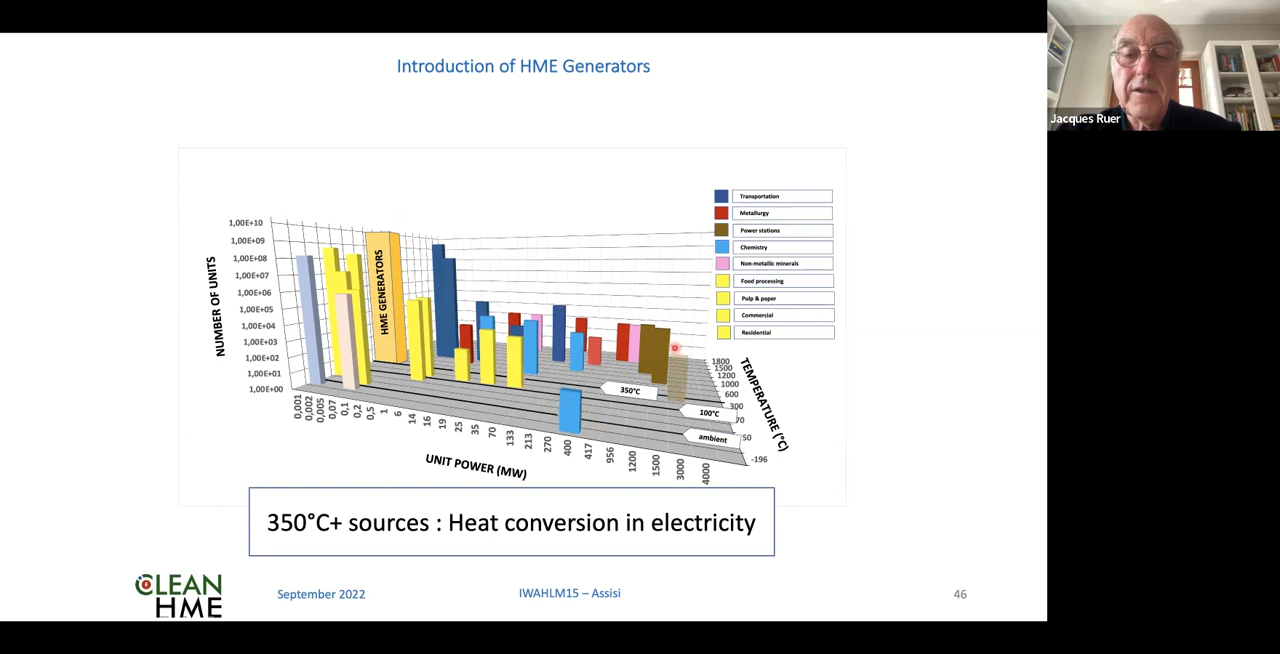 Introduction of HME Generators
Jacques Ruer
NUMBER OF UNITS
1,00E+10
1,00E+09
1,00E+08
1,00E+07
1,00E+06
1,00E+05
1,00E+04
1,00E+03
1,00E+02
1,00E+01
1,00E+00
HME GENERATORS
Transportation
Metallurgy
Power stations
Chemistry
Non-metallic minerals
Food processing
Pulp & paper
Commercial
Residential
1800
1500
1200
1000
600
300
70
50
-196
TEMPERATURE (°C)
350°C
100°C
ambient
0,001
0,002
0,005
0,07
0,1
0,2
0,5
1
6
14
16
19
25
35
70
133
213
270
400
417
956
1200
1500
3000
4000
UNIT POWER (MW)
350°C+ sources : Heat conversion in electricity
CLEAN
HME
September 2022
IWAHLM15 – Assisi
46